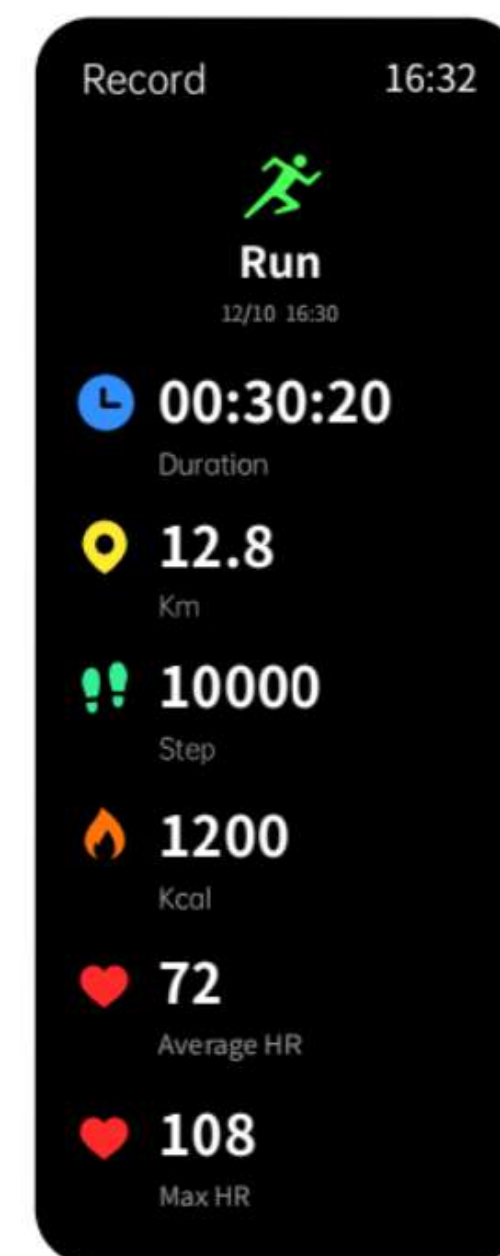 Record 16:32
Run
12/10 16:30
00:30:20
Duration
12.8
Km
10000
Step
1200
Kcal
72
Average HR
108
Max HR